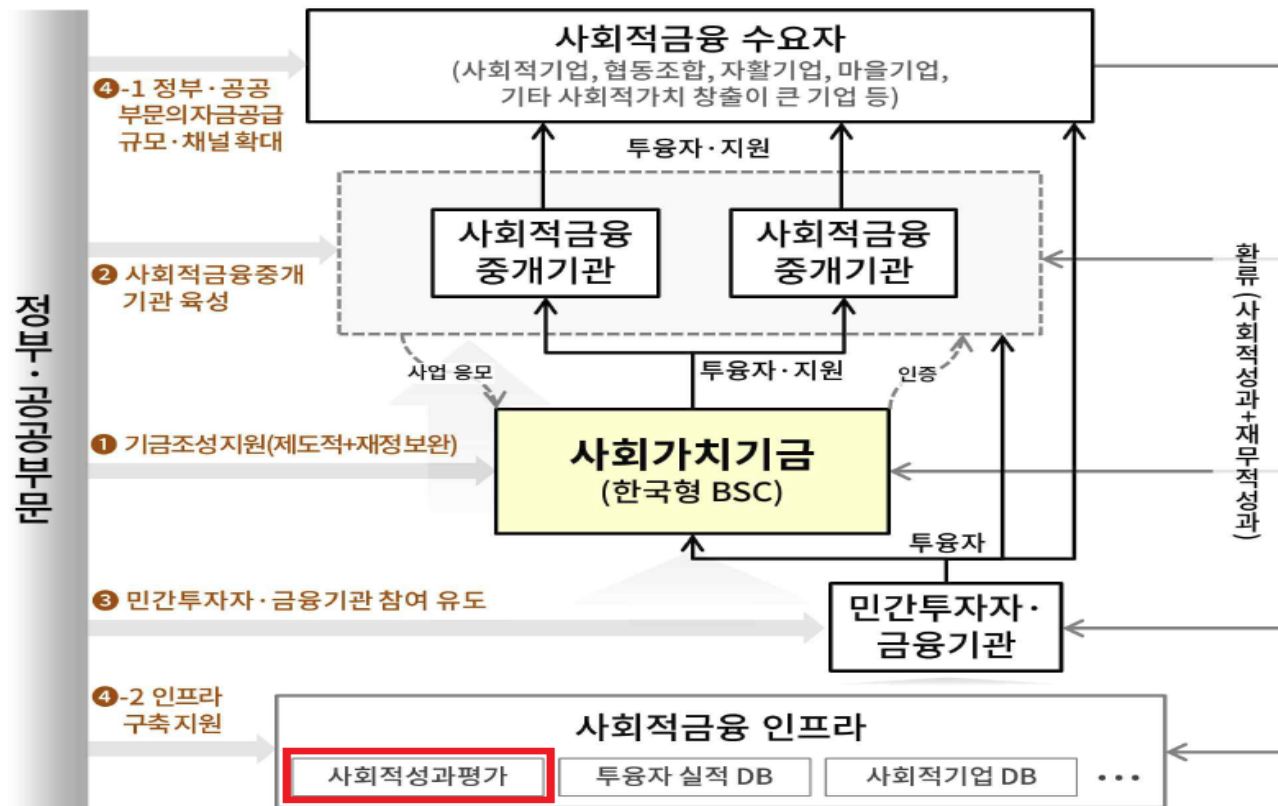 사회적금융 수요자
(사회적기업, 협동조합, 자활기업, 마을기업,
기타 사회적가치 창출이 큰 기업 등)
❹-1 정부·공공
부문의자금공급
규모·채널 확대
투융자·지원
사회적금융
중개기관
사회적금융
중개기관
❷ 사회적금융중개
기관 육성
정부·공공부문
환류 (사회적성과+재무적성과)
사업 응모
투융자·지원
인증
❶ 기금조성지원(제도적+재정보완)
사회가치기금
(한국형 BSC)
투융자
❸ 민간투자자·금융기관 참여 유도
민간투자자·
금융기관
❹-2 인프라
구축지원
사회적금융 인프라
사회적성과평가
투융자 실적 DB
사회적기업 DB
•••